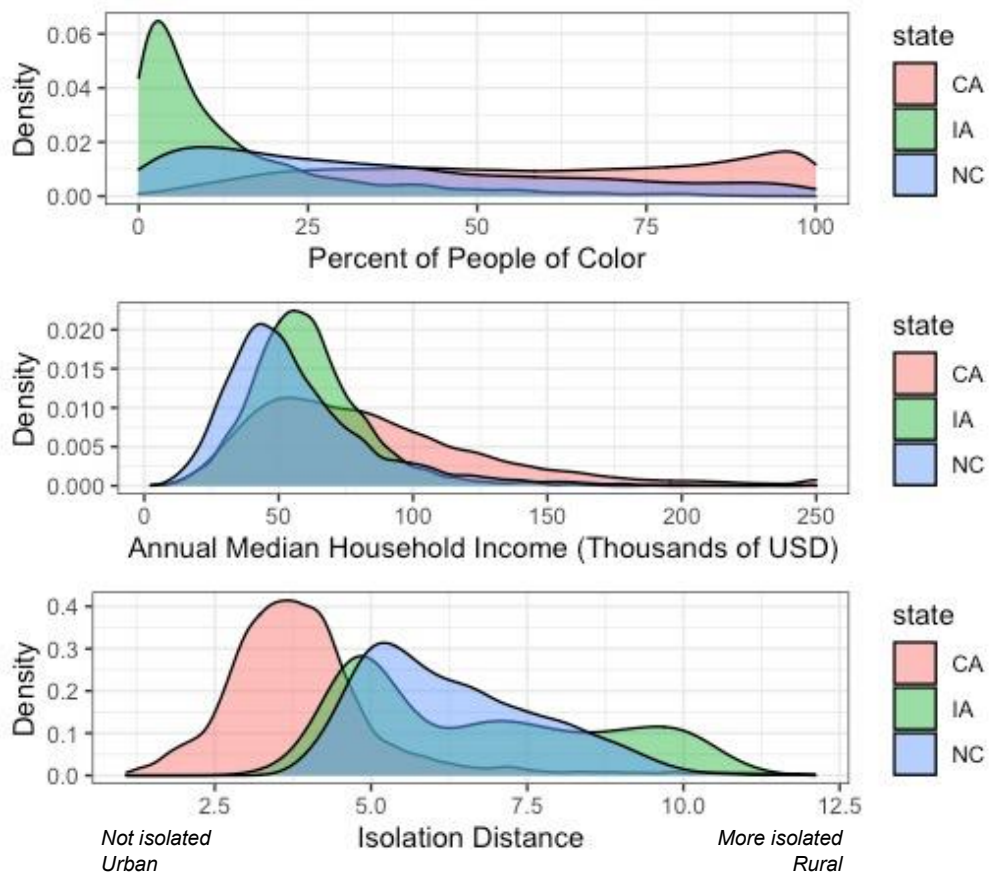 0.06
0.04
0.02
0.00
Density
0 25 50 75 100
Percent of People of Color
state
CA
IA
NC
0.020
0.015
0.010
0.005
0.000
Density
0 50 100 150 200 250
Annual Median Household Income (Thousands of USD)
state
CA
IA
NC
0.4
0.3
0.2
0.1
0.0
Density
2.5 5.0 7.5 10.0 12.5
Isolation Distance
Not isolated
Urban
More isolated
Rural
state
CA
IA
NC